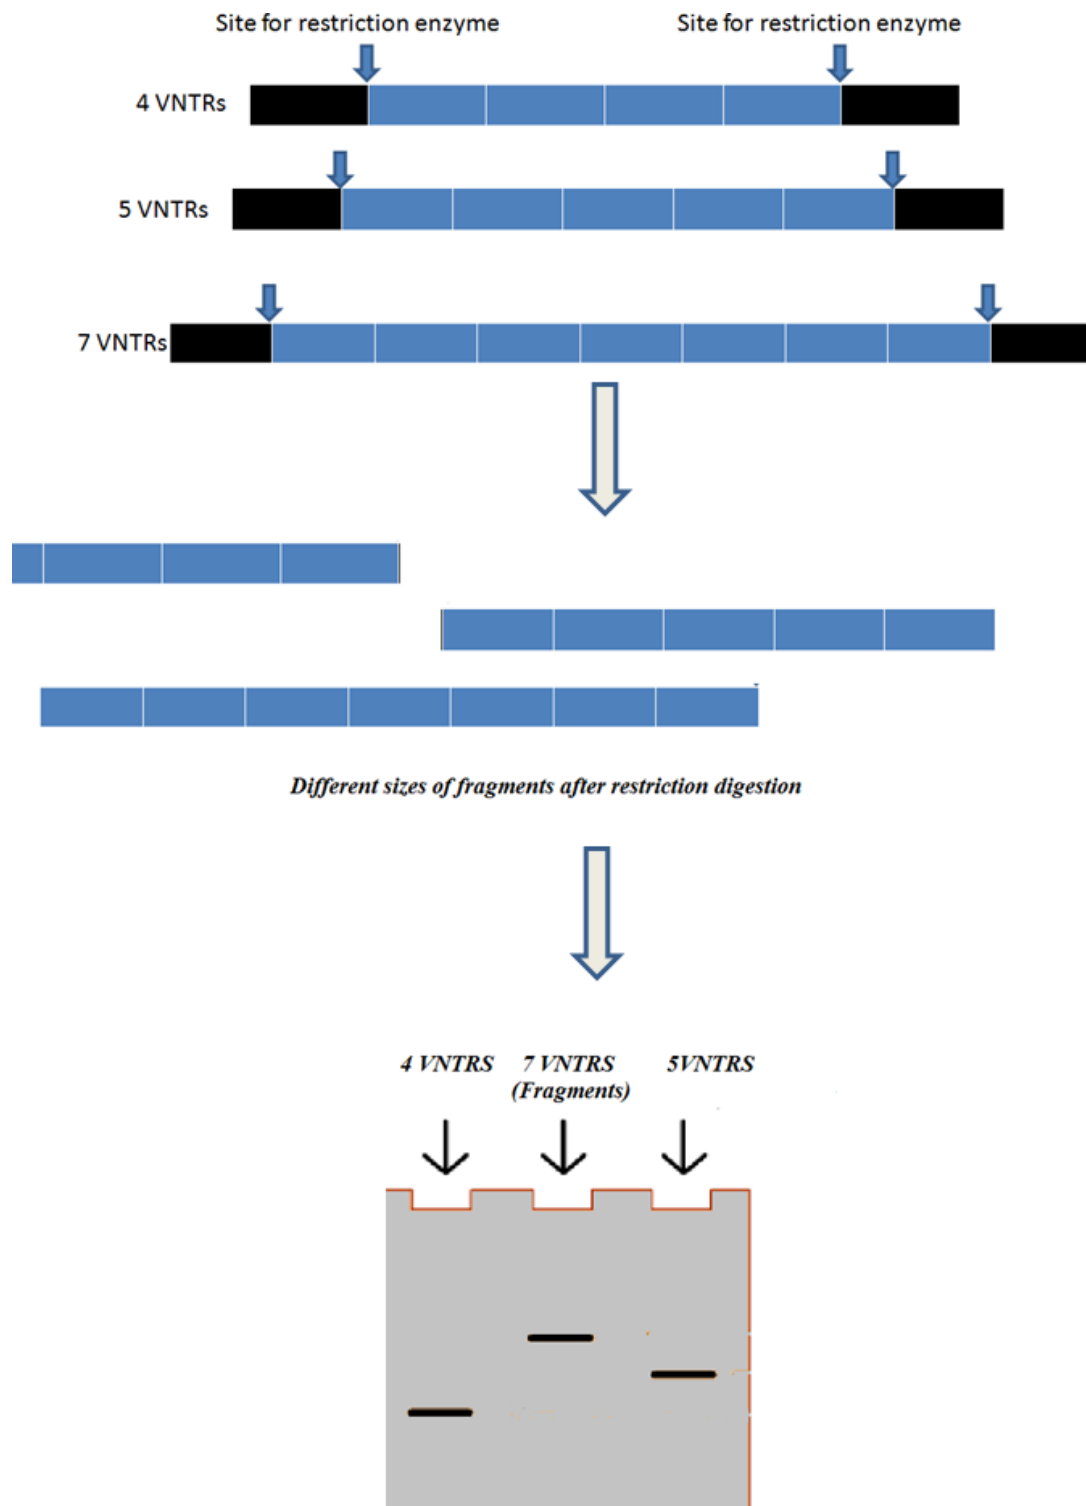 Site for restriction enzyme Site for restriction enzyme
4 VNTRs
5 VNTRs
7 VNTRs
Different sizes of fragments after restriction digestion
4 VNTRS 7 VNTRS 5VNTRS
(Fragments)